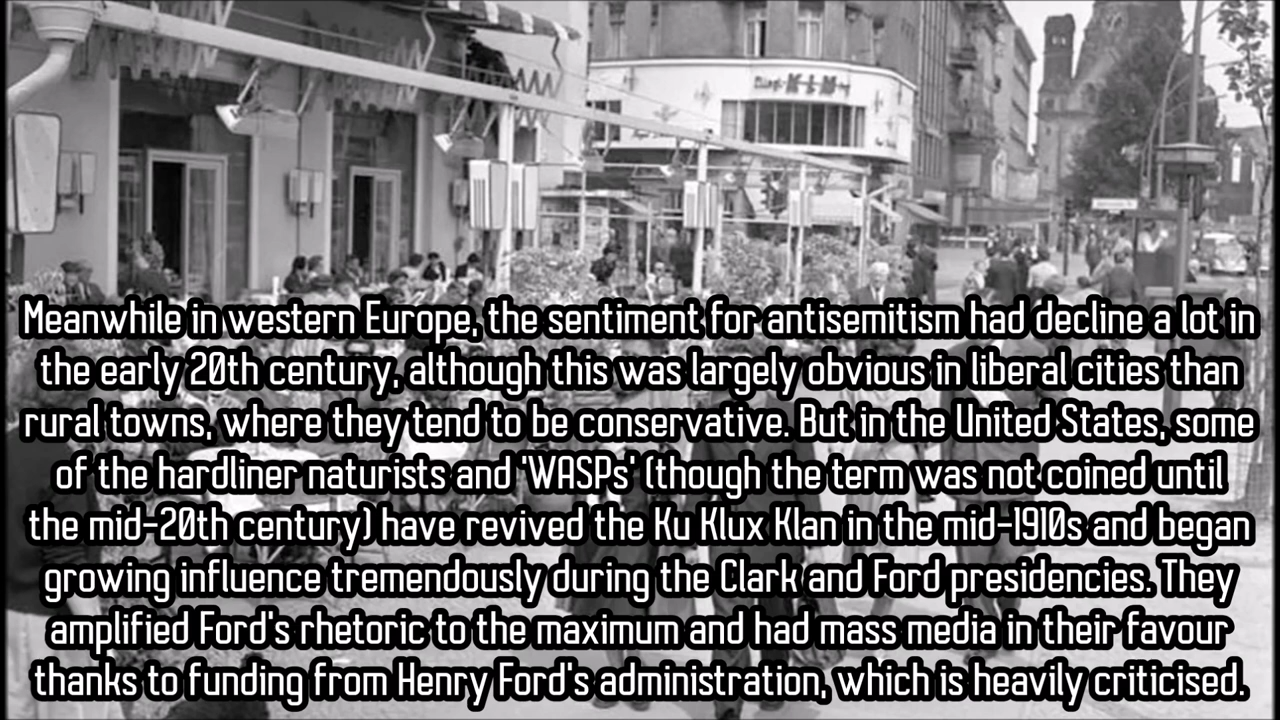 KLM
Meanwhile in western Europe, the sentiment for antisemitism had decline a lot in
the early 20th century, although this was largely obvious in liberal cities than
rural towns, where they tend to be conservative. But in the United States, some
of the hardliner naturists and 'WASPs' (though the term was not coined until
the mid-20th century) have revived the Ku Klux Klan in the mid-1910s and began
growing influence tremendously during the Clark and Ford presidencies. They
amplified Ford's rhetoric to the maximum and had mass media in their favour
thanks to funding from Henry Ford's administration, which is heavily criticised.